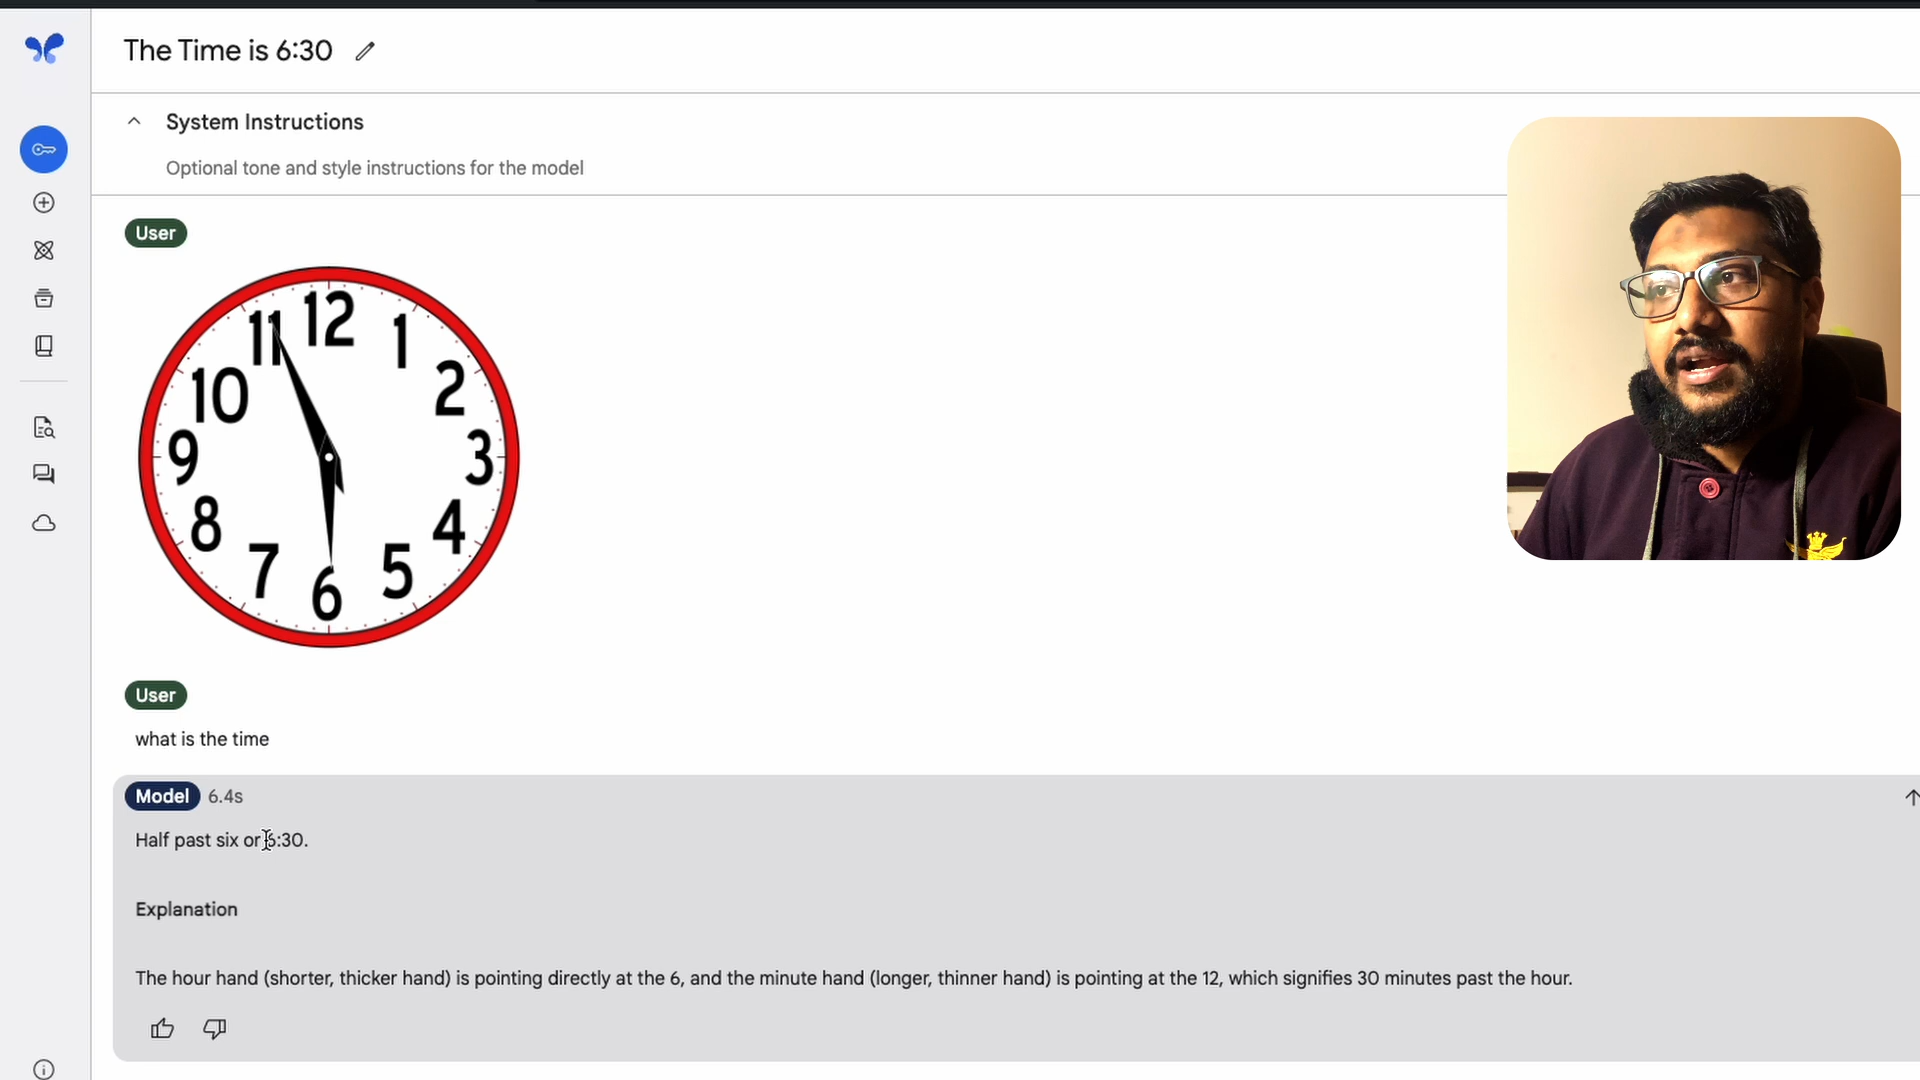 The Time is 6:30
System Instructions
Optional tone and style instructions for the model
User
12
11
1
10
2
9
3
8
4
7
5
6
User
what is the time
Model 6.4s
Half past six or 6:30.
Explanation
The hour hand (shorter, thicker hand) is pointing directly at the 6, and the minute hand (longer, thinner hand) is pointing at the 12, which signifies 30 minutes past the hour.